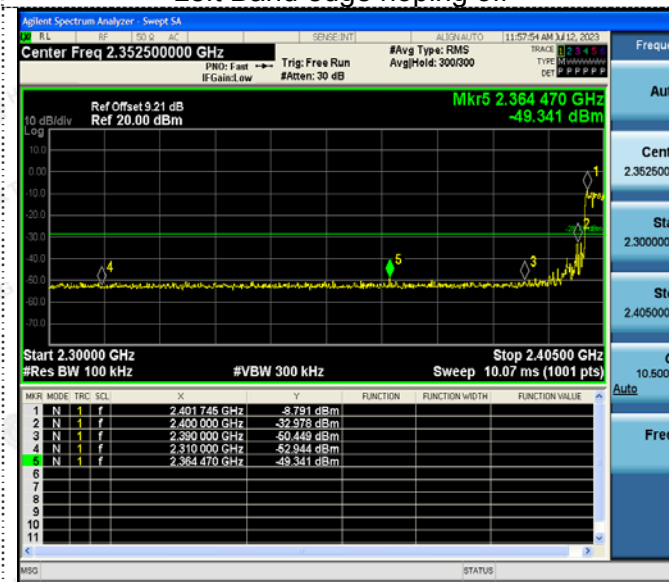 Agilent Spectrum Analyzer - Swept SA
RL RF 50 Ω AC SENSE:INT ALIGN AUTO 11:57:54 AM Jul 12, 2023
Center Freq 2.352500000 GHz
PNO: Fast
IFGain:Low
Trig: Free Run
#Atten: 30 dB
#Avg Type: RMS
Avg|Hold: 300/300
TRACE 1 2 3 4 5 6
TYPE M
DET P P P P P P
Mkr5 2.364 470 GHz
-49.341 dBm
Ref Offset 9.21 dB
10 dB/div Ref 20.00 dBm
Log
10.0
0.00
-10.0
-20.0
-30.0
-40.0
-50.0
-60.0
-70.0
1
2
3
4
5
Start 2.30000 GHz Stop 2.40500 GHz
#Res BW 100 kHz #VBW 300 kHz Sweep 10.07 ms (1001 pts)
MKR MODE TRC SCL X Y FUNCTION FUNCTION WIDTH FUNCTION VALUE
1 N 1 f 2.401 745 GHz -8.791 dBm
2 N 1 f 2.400 000 GHz -32.978 dBm
3 N 1 f 2.390 000 GHz -50.449 dBm
4 N 1 f 2.310 000 GHz -52.944 dBm
5 N 1 f 2.364 470 GHz -49.341 dBm
6
7
8
9
10
11
MSG STATUS
Frequ
Aut
Cent
2.352500
Sta
2.300000
Sto
2.405000
10.500
Auto
Freq